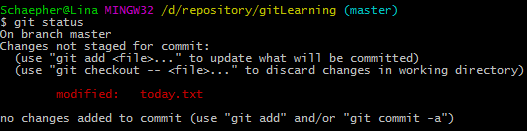 Schaepher@Lina MINGW32 /d/repository/gitLearning (master)
$ git status
On branch master
Changes not staged for commit:
  (use "git add <file>..." to update what will be committed)
  (use "git checkout -- <file>..." to discard changes in working directory)
        modified:   today.txt
no changes added to commit (use "git add" and/or "git commit -a")